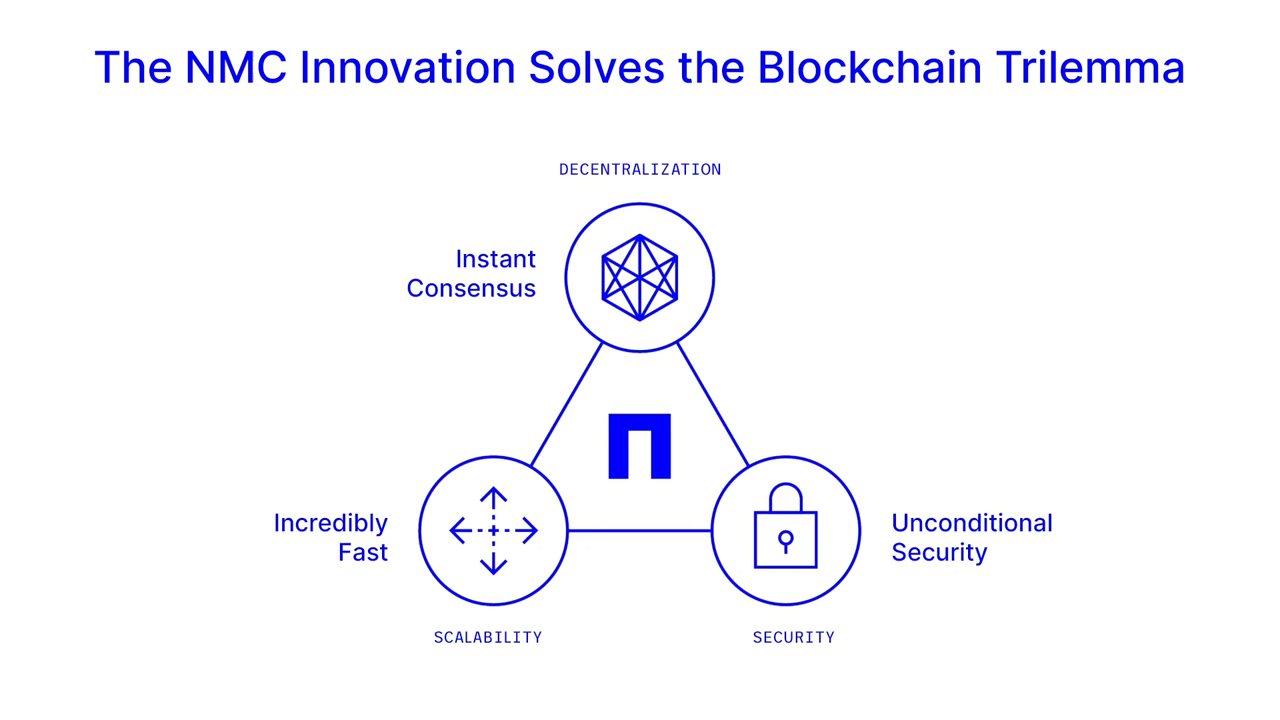 The NMC Innovation Solves the Blockchain Trilemma
DECENTRALIZATION
Instant
Consensus
Incredibly
Fast
Unconditional
Security
SCALABILITY
SECURITY